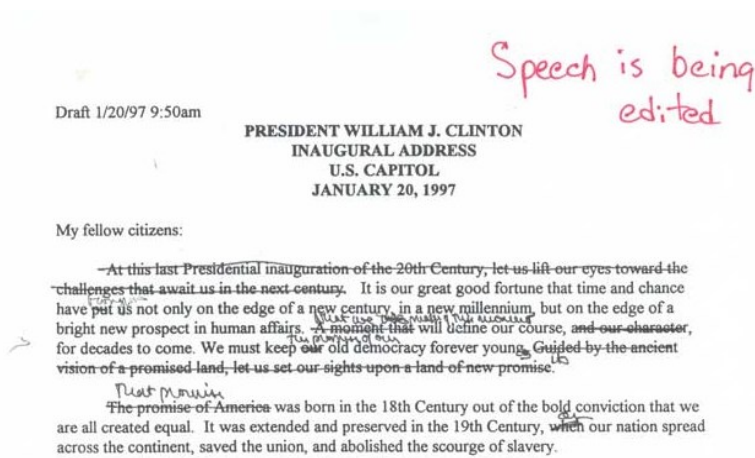 Speech is being
edited
Draft 1/20/97 9:50am
PRESIDENT WILLIAM J. CLINTON
INAUGURAL ADDRESS
U.S. CAPITOL
JANUARY 20, 1997
My fellow citizens:
At this last Presidential inauguration of the 20th Century, let us lift our eyes toward the
challenges that await us in the next century. It is our great good fortune that time and chance
have put us not only on the edge of a new century, in a new millennium, but on the edge of a
bright new prospect in human affairs. A moment that will define our course, and our character,
for decades to come. We must keep our old democracy forever young. Guided by the ancient
vision of a promised land, let us set our sights upon a land of new promise.
The promise of America was born in the 18th Century out of the bold conviction that we
are all created equal. It was extended and preserved in the 19th Century, when our nation spread
across the continent, saved the union, and abolished the scourge of slavery.